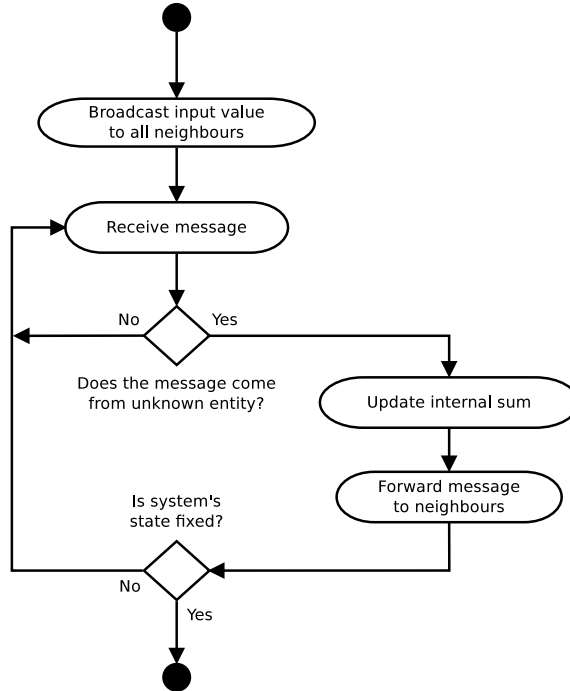 Broadcast input value
to all neighbours
Receive message
No
Yes
Does the message come
from unknown entity?
Update internal sum
Forward message
to neighbours
Is system's
state fixed?
No
Yes